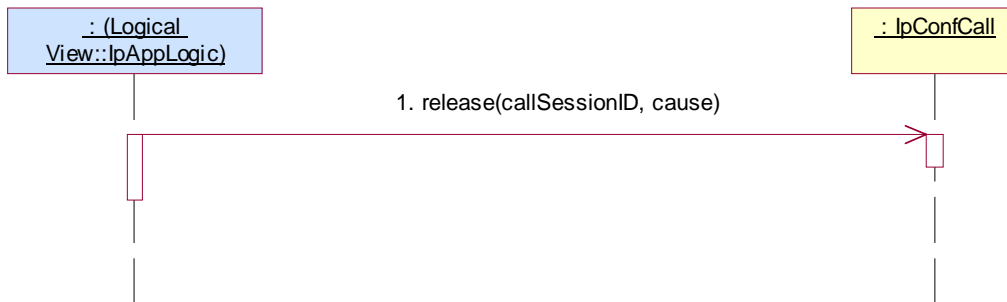 : (Logical
View::IpAppLogic)
: IpConfCall
1. release(callSessionID, cause)